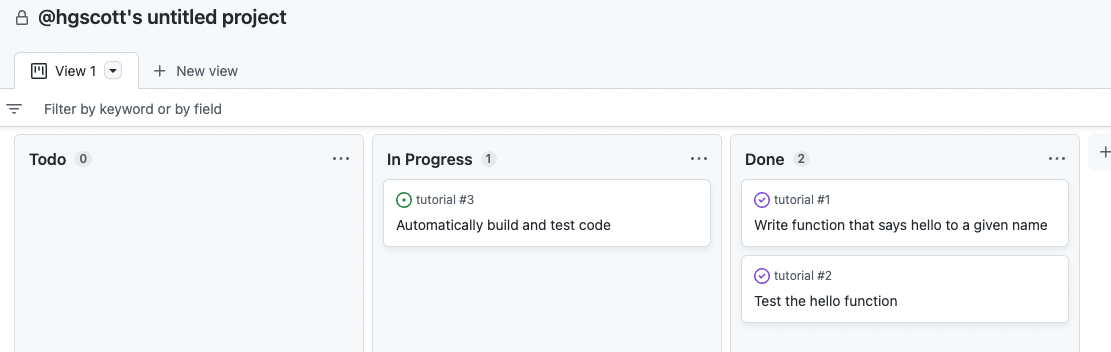 @hgscott's untitled project
View 1
New view
Filter by keyword or by field
Todo 0
In Progress 1
tutorial #3
Automatically build and test code
Done 2
tutorial #1
Write function that says hello to a given name
tutorial #2
Test the hello function